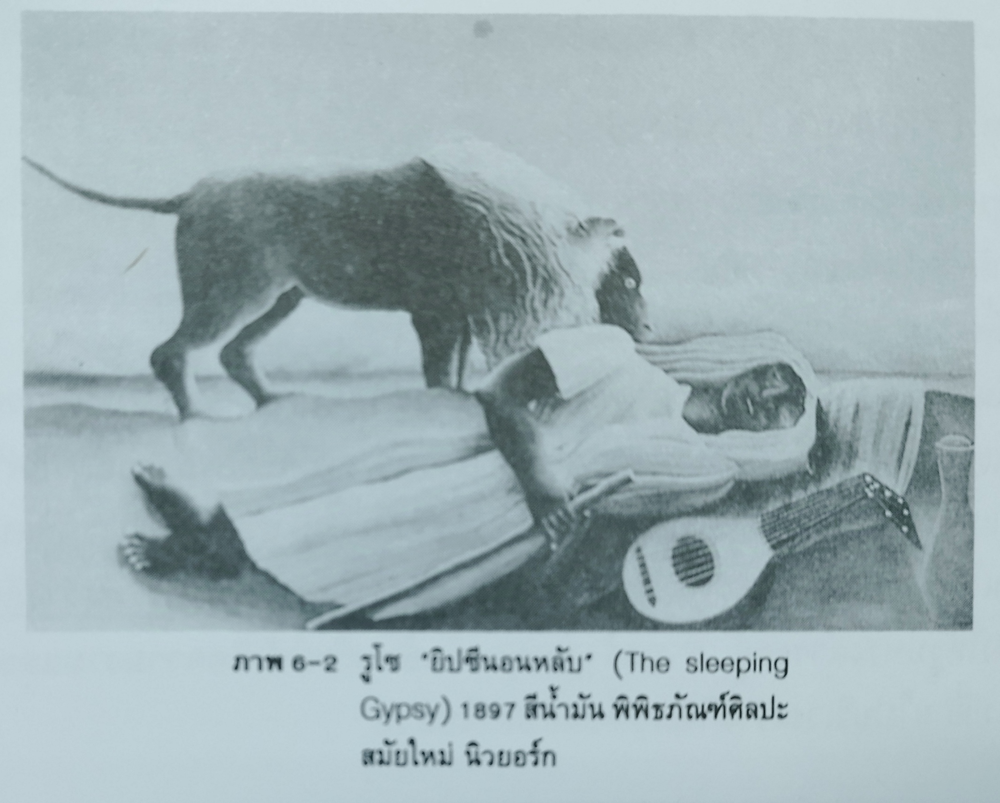 ภาพ 6-2 รูโซ "ยิปซีนอนหลับ" (The sleeping
Gypsy) 1897 สีน้ำมัน พิพิธภัณฑ์ศิลปะ
สมัยใหม่ นิวยอร์ก